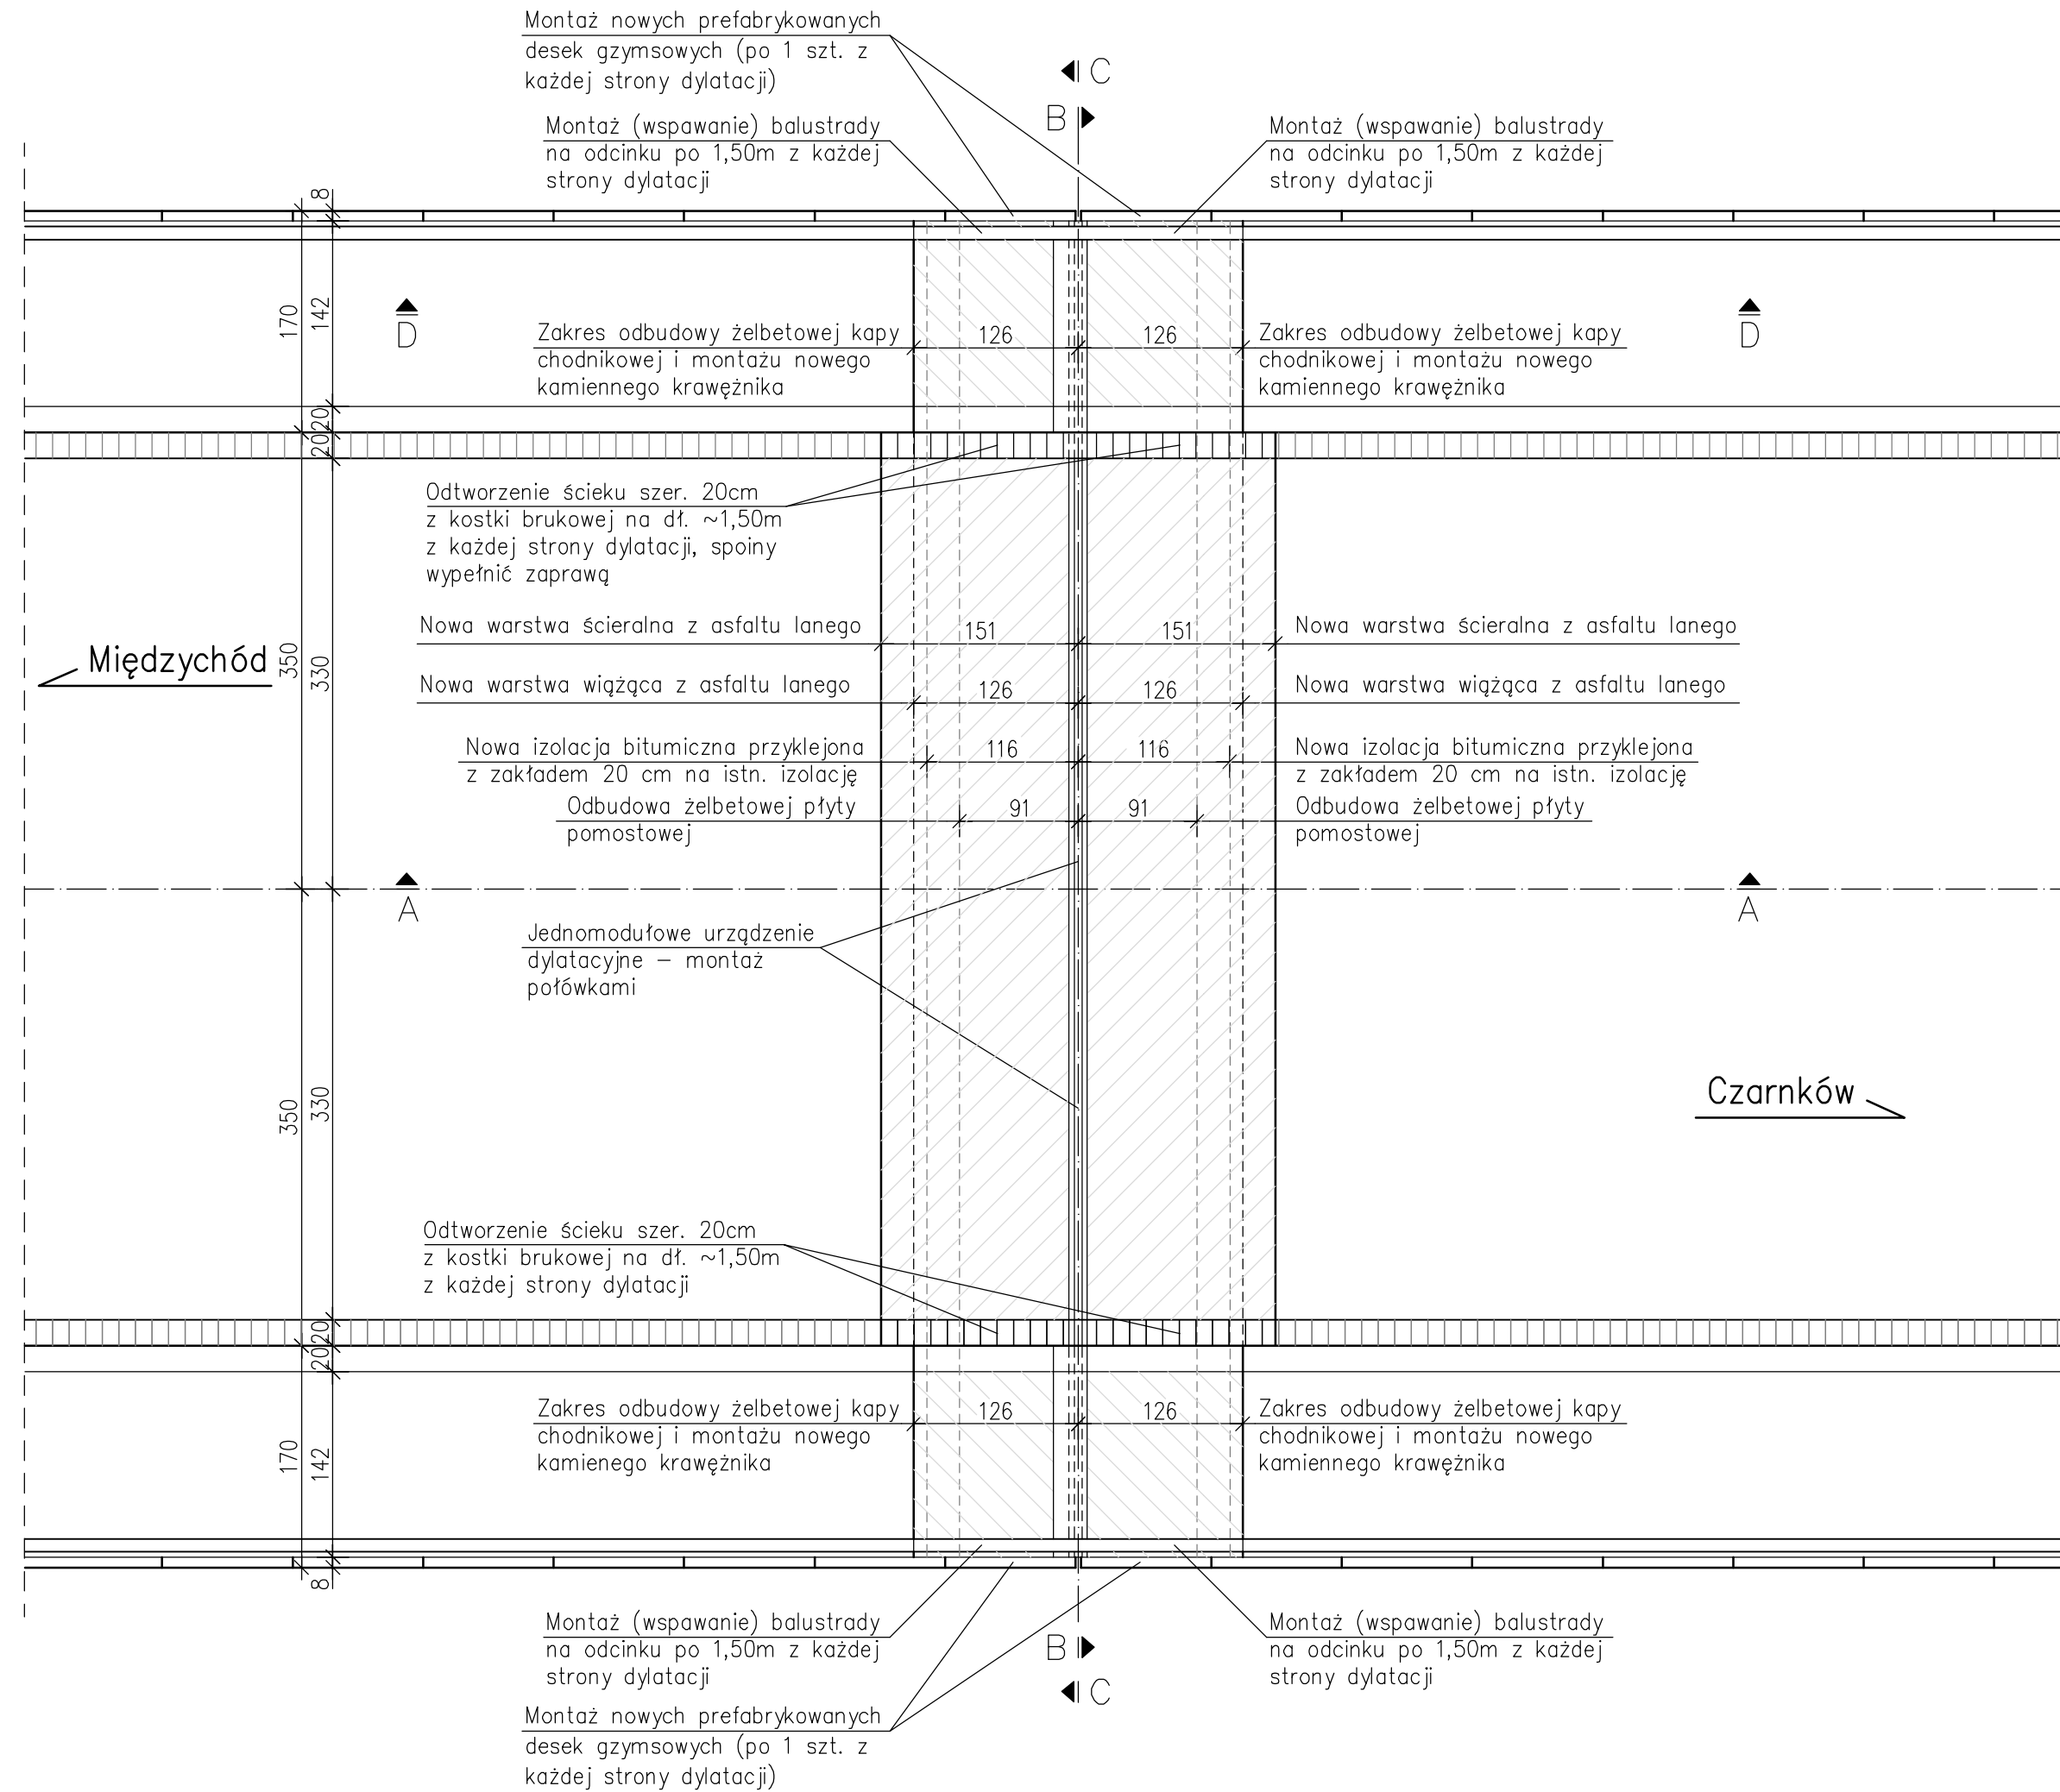 Montaż nowych prefabrykowanych
desek gzymsowych (po 1 szt. z
każdej strony dylatacji)
C
B
Montaż (wspawanie) balustrady
na odcinku po 1,50m z każdej
strony dylatacji
Montaż (wspawanie) balustrady
na odcinku po 1,50m z każdej
strony dylatacji
8
170
142
D
D
Zakres odbudowy żelbetowej kapy
chodnikowej i montażu nowego
kamiennego krawężnika
126
126
Zakres odbudowy żelbetowej kapy
chodnikowej i montażu nowego
kamiennego krawężnika
20
20
Odtworzenie ścieku szer. 20cm
z kostki brukowej na dł. ~1,50m
z każdej strony dylatacji, spoiny
wypełnić zaprawą
Nowa warstwa ścieralna z asfaltu lanego
151
151
Nowa warstwa ścieralna z asfaltu lanego
Międzychód
350
330
Nowa warstwa wiążąca z asfaltu lanego
126
126
Nowa warstwa wiążąca z asfaltu lanego
Nowa izolacja bitumiczna przyklejona
z zakładem 20 cm na istn. izolację
116
116
Nowa izolacja bitumiczna przyklejona
z zakładem 20 cm na istn. izolację
Odbudowa żelbetowej płyty
pomostowej
91
91
Odbudowa żelbetowej płyty
pomostowej
A
A
Jednomodułowe urządzenie
dylatacyjne – montaż
połówkami
350
330
Czarnków
Odtworzenie ścieku szer. 20cm
z kostki brukowej na dł. ~1,50m
z każdej strony dylatacji
20
20
Zakres odbudowy żelbetowej kapy
chodnikowej i montażu nowego
kamienego krawężnika
126
126
Zakres odbudowy żelbetowej kapy
chodnikowej i montażu nowego
kamiennego krawężnika
170
142
8
Montaż (wspawanie) balustrady
na odcinku po 1,50m z każdej
strony dylatacji
B
C
Montaż (wspawanie) balustrady
na odcinku po 1,50m z każdej
strony dylatacji
Montaż nowych prefabrykowanych
desek gzymsowych (po 1 szt. z
każdej strony dylatacji)